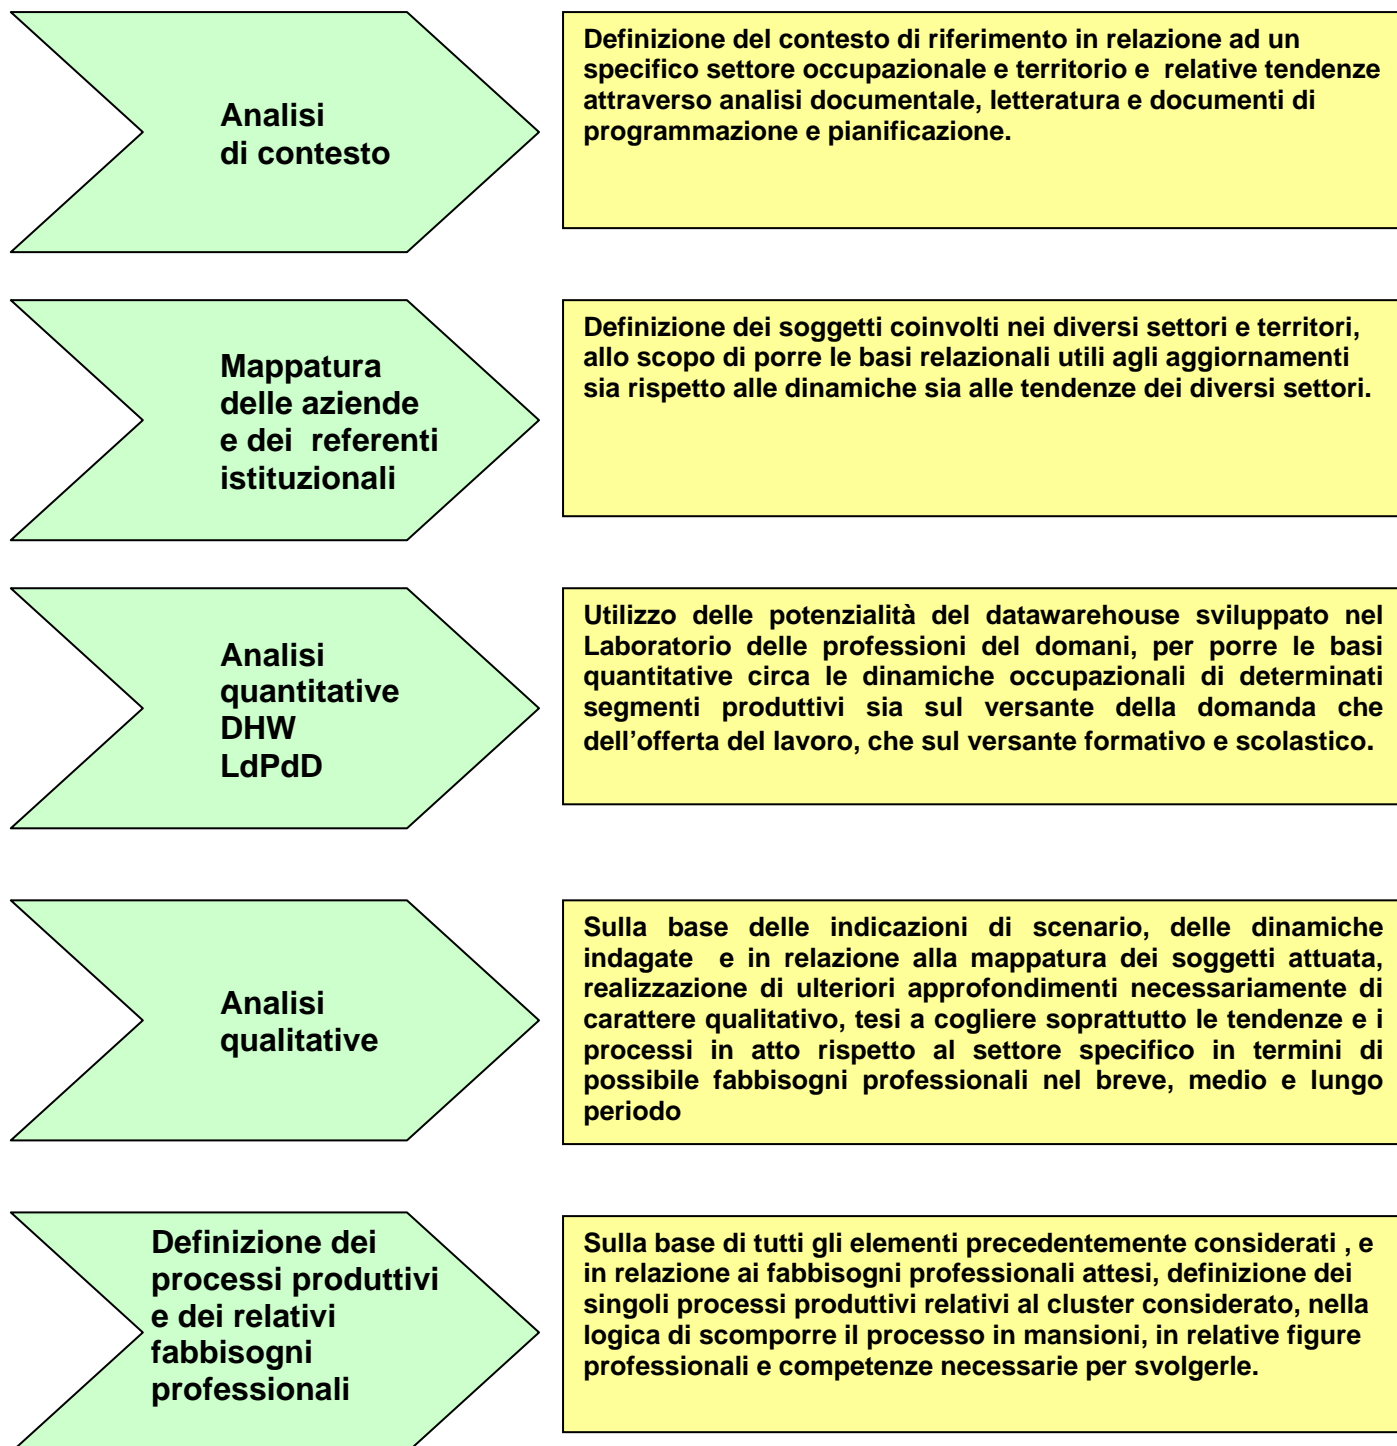 Analisi
di contesto
Definizione del contesto di riferimento in relazione ad un
specifico settore occupazionale e territorio e relative tendenze
attraverso analisi documentale, letteratura e documenti di
programmazione e pianificazione.
Mappatura
delle aziende
e dei referenti
istituzionali
Definizione dei soggetti coinvolti nei diversi settori e territori,
allo scopo di porre le basi relazionali utili agli aggiornamenti
sia rispetto alle dinamiche sia alle tendenze dei diversi settori.
Analisi
quantitative
DHW
LdPdD
Utilizzo delle potenzialità del datawarehouse sviluppato nel
Laboratorio delle professioni del domani, per porre le basi
quantitative circa le dinamiche occupazionali di determinati
segmenti produttivi sia sul versante della domanda che
dell’offerta del lavoro, che sul versante formativo e scolastico.
Analisi
qualitative
Sulla base delle indicazioni di scenario, delle dinamiche
indagate e in relazione alla mappatura dei soggetti attuata,
realizzazione di ulteriori approfondimenti necessariamente di
carattere qualitativo, tesi a cogliere soprattutto le tendenze e i
processi in atto rispetto al settore specifico in termini di
possibile fabbisogni professionali nel breve, medio e lungo
periodo
Definizione dei
processi produttivi
e dei relativi
fabbisogni
professionali
Sulla base di tutti gli elementi precedentemente considerati , e
in relazione ai fabbisogni professionali attesi, definizione dei
singoli processi produttivi relativi al cluster considerato, nella
logica di scomporre il processo in mansioni, in relative figure
professionali e competenze necessarie per svolgerle.